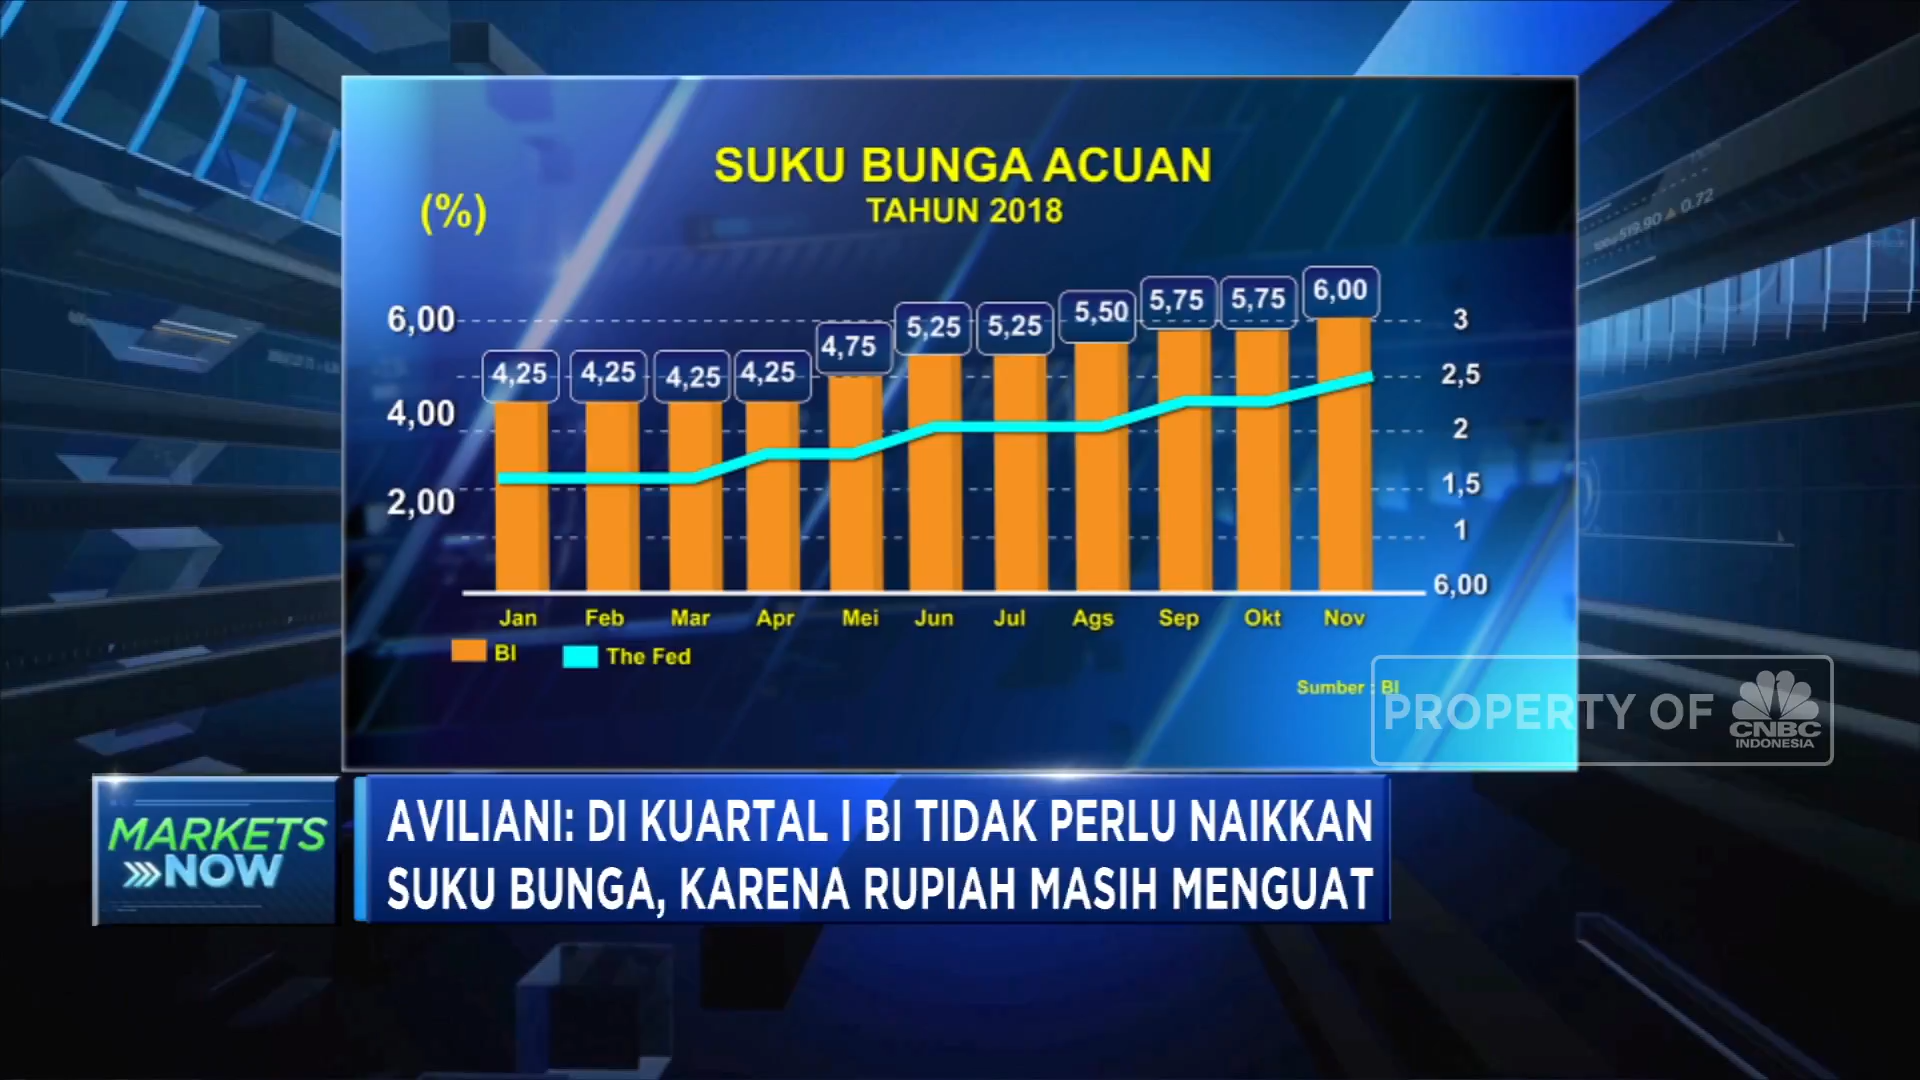 SUKU BUNGA ACUAN
TAHUN 2018
(%)
6,00
4,00
2,00
4,25
4,25
4,25
4,25
4,75
5,25
5,25
5,50
5,75
5,75
6,00
3
2,5
2
1,5
1
6,00
Jan Feb Mar Apr Mei Jun Jul Ags Sep Okt Nov
BI The Fed
Sumber : BI
PROPERTY OF
CNBC
INDONESIA
519.90 ▲ 0.72
MARKETS
NOW
AVILIANI: DI KUARTAL I BI TIDAK PERLU NAIKKAN
SUKU BUNGA, KARENA RUPIAH MASIH MENGUAT